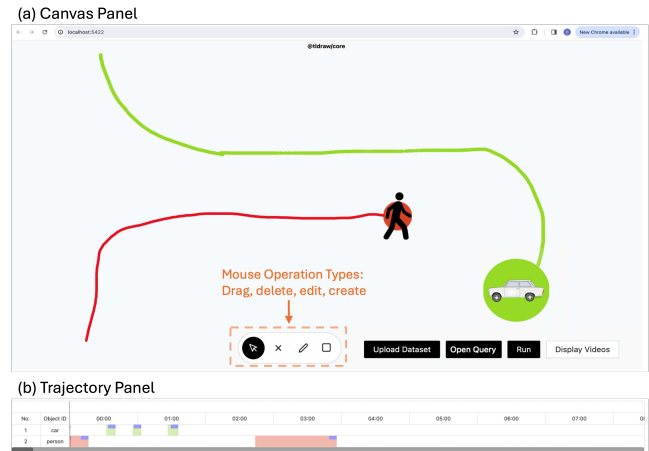 (a) Canvas Panel
localhost:5422
New Chrome available
@tldraw/core
Mouse Operation Types:
Drag, delete, edit, create
Upload Dataset Open Query Run Display Videos
(b) Trajectory Panel
No. Object ID 00:00 01:00 02:00 03:00 04:00 05:00 06:00 07:00
1 car
2 person